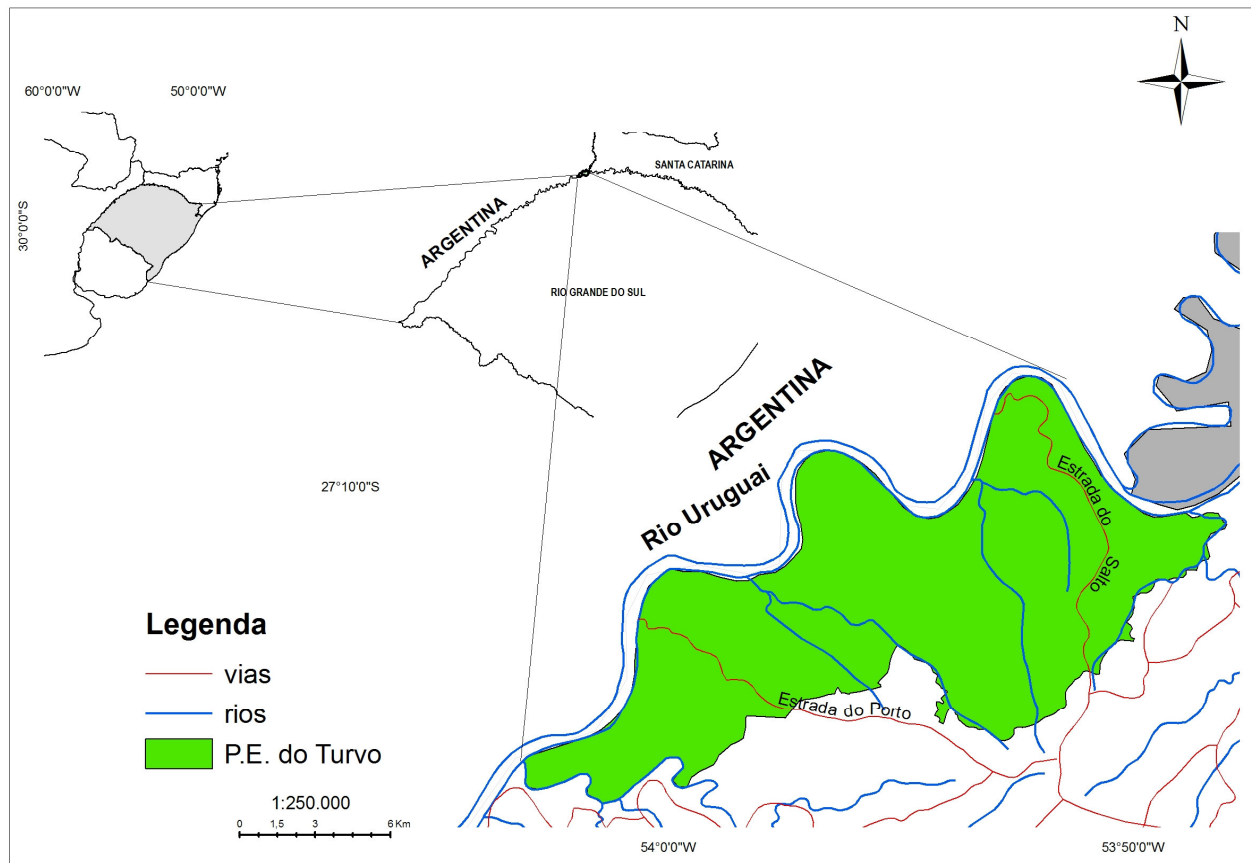 N
60°0'0"W
50°0'0"W
30°0'0"S
SANTA CATARINA
ARGENTINA
RIO GRANDE DO SUL
ARGENTINA
Rio Uruguai
27°10'0"S
Estrada do
Salto
Estrada do Porto
Legenda
vias
rios
P.E. do Turvo
1:250.000
0 1,5 3 6 Km
54°0'0"W
53°50'0"W